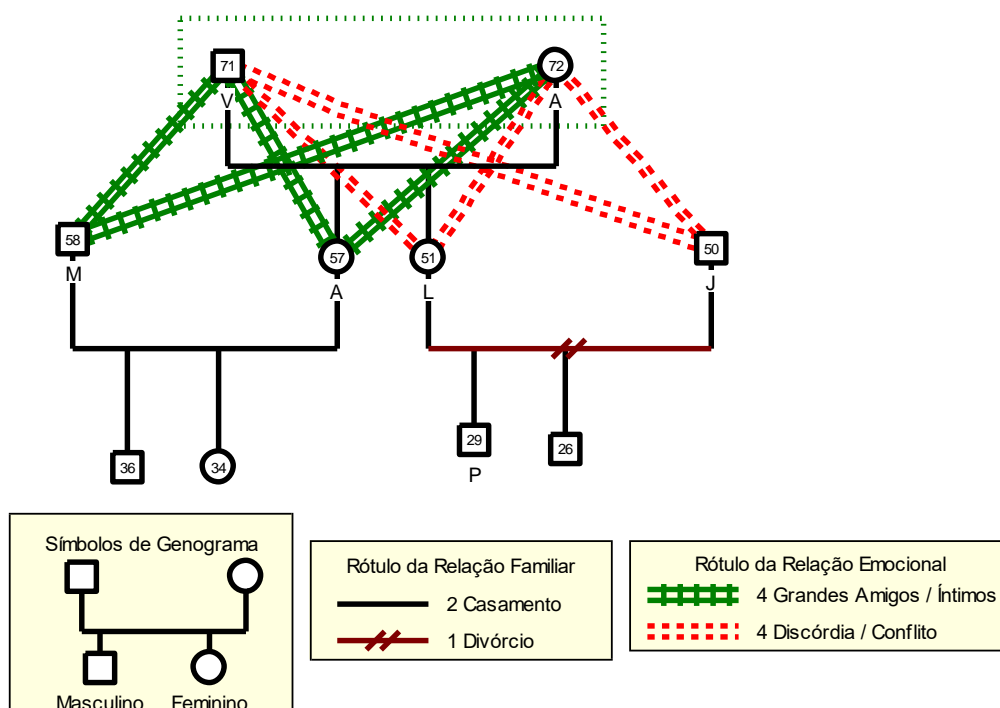 71
72
V
A
58
57
51
50
M
A
L
J
36
34
29
26
P
Símbolos de Genograma
Masculino
Feminino
Rótulo da Relação Familiar
2 Casamento
1 Divórcio
Rótulo da Relação Emocional
4 Grandes Amigos / Íntimos
4 Discórdia / Conflito